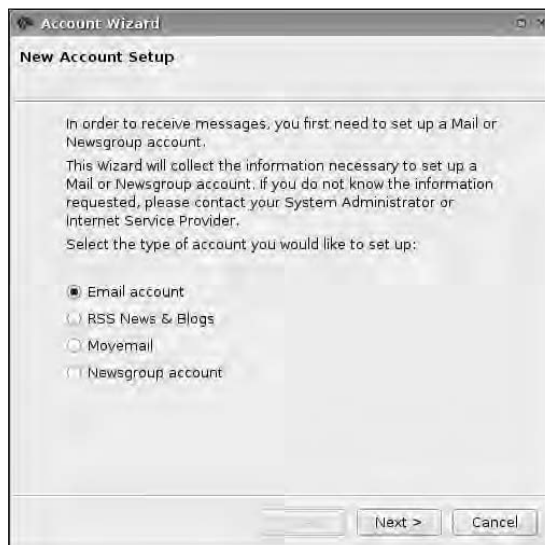 Account Wizard
New Account Setup
In order to receive messages, you first need to set up a Mail or
Newsgroup account.
This Wizard will collect the information necessary to set up a
Mail or Newsgroup account. If you do not know the information
requested, please contact your System Administrator or
Internet Service Provider.
Select the type of account you would like to set up:
Email account
RSS News & Blogs
Movemail
Newsgroup account
Next >
Cancel